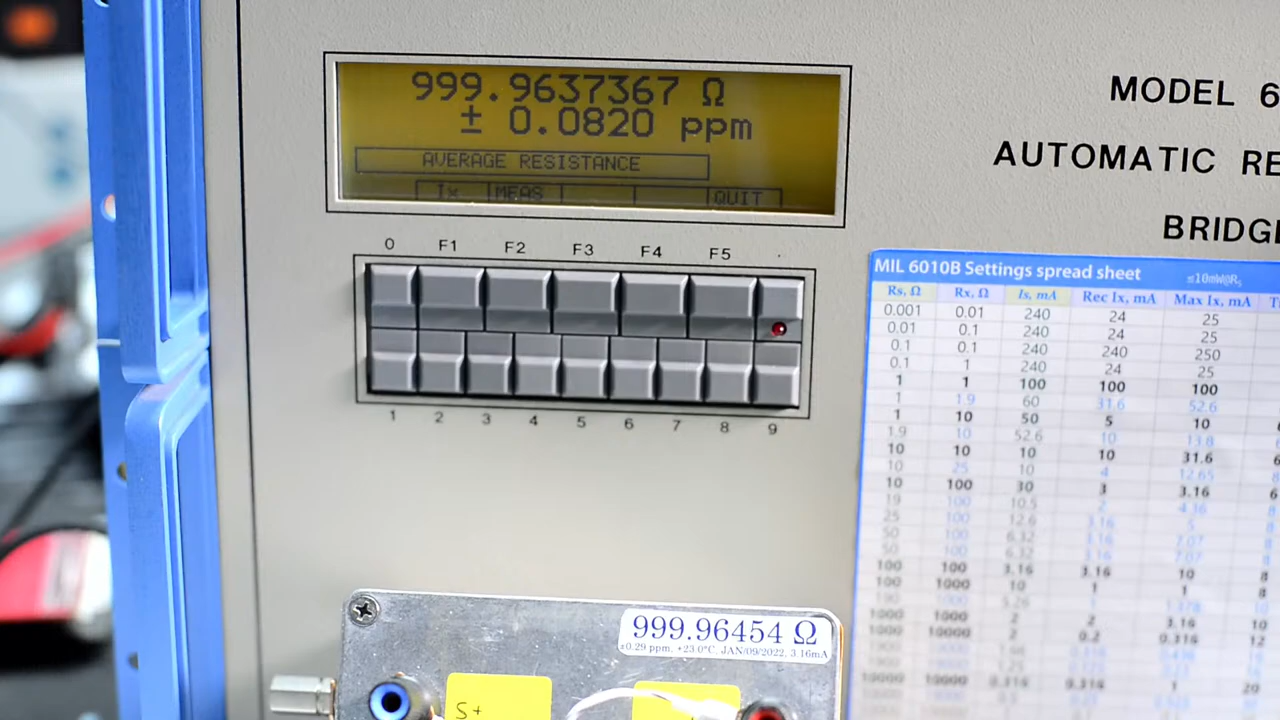 999.9637367 Ω
± 0.0820 ppm
AVERAGE RESISTANCE
Ix MEAS QUIT
MODEL 6
AUTOMATIC RE
BRIDG
0 F1 F2 F3 F4 F5 .
1 2 3 4 5 6 7 8 9
MIL 6010B Settings spread sheet ≤10mW@Rs
Rs, Ω Rx, Ω Is, mA Rec Ix, mA Max Ix, mA
0.001 0.01 240 24 25
0.01 0.1 240 24 25
0.1 0.1 240 240 250
0.1 1 240 24 25
1 1 100 100 100
1 1.9 60 31.6 52.6
1 10 50 5 10
1.9 10 52.6 10 13.8
10 10 10 10 31.6
10 25 10 4 12.65
10 100 30 3 3.16
19 100 10.5 2 4.16
25 100 12.6 3.16 5
50 100 6.32 3.16 7.07
50 100 6.32 3.16 7.07
100 100 3.16 3.16 10 8
100 1000 10 1 1 8
1000 1000 2 2 3.16 10
1000 10000 2 0.2 0.316 12
10000 10000 0.316 0.316 1 20
999.96454 Ω
±0.29 ppm, +23.0°C, JAN/09/2022, 3.16mA
S+